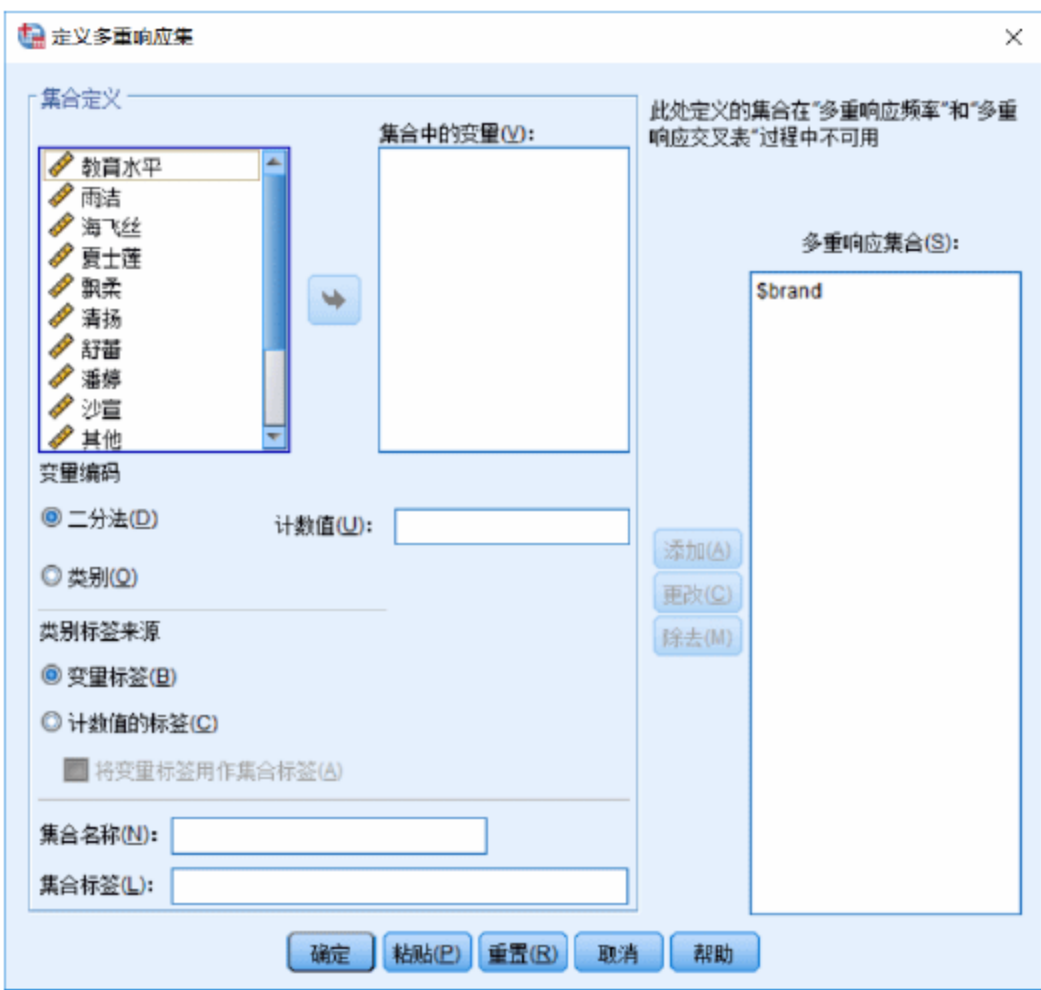 定义多重响应集
集合定义
集合中的变量(V):
教育水平
雨洁
海飞丝
夏士莲
飘柔
清扬
舒蕾
潘婷
沙宣
其他
变量编码
二分法(D)
计数值(U):
类别(O)
类别标签来源
变量标签(B)
计数值的标签(C)
将变量标签用作集合标签(A)
集合名称(N):
集合标签(L):
此处定义的集合在“多重响应频率”和“多重
响应交叉表”过程中不可用
多重响应集合(S):
$brand
添加(A)
更改(C)
除去(M)
确定
粘贴(P)
重置(R)
取消
帮助